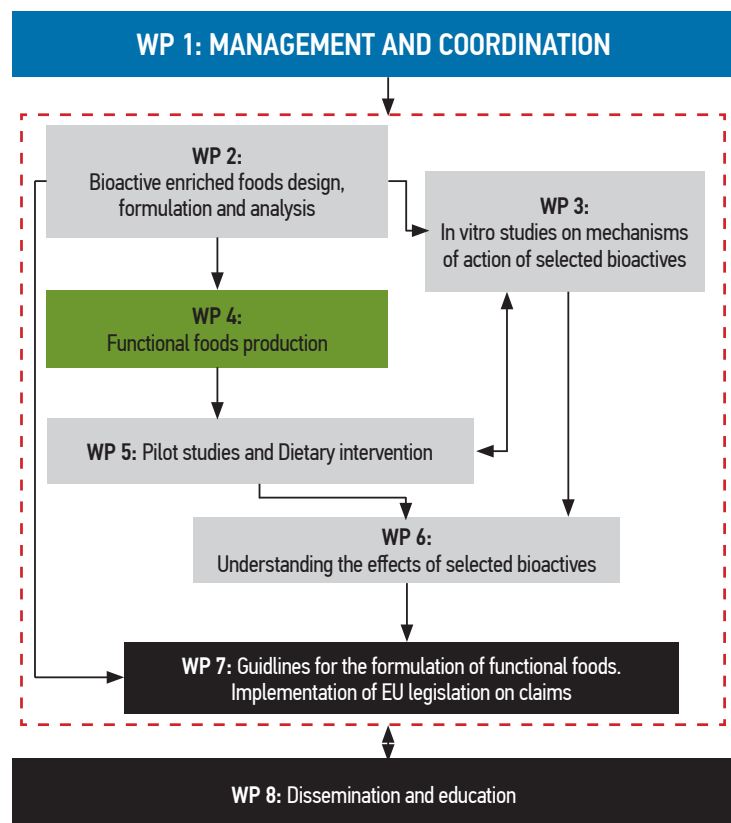 WP 1: MANAGEMENT AND COORDINATION
WP 2:
Bioactive enriched foods design,
formulation and analysis
WP 3:
In vitro studies on mechanisms
of action of selected bioactives
WP 4:
Functional foods production
WP 5: Pilot studies and Dietary intervention
WP 6:
Understanding the effects of selected bioactives
WP 7: Guidlines for the formulation of functional foods.
Implementation of EU legislation on claims
WP 8: Dissemination and education